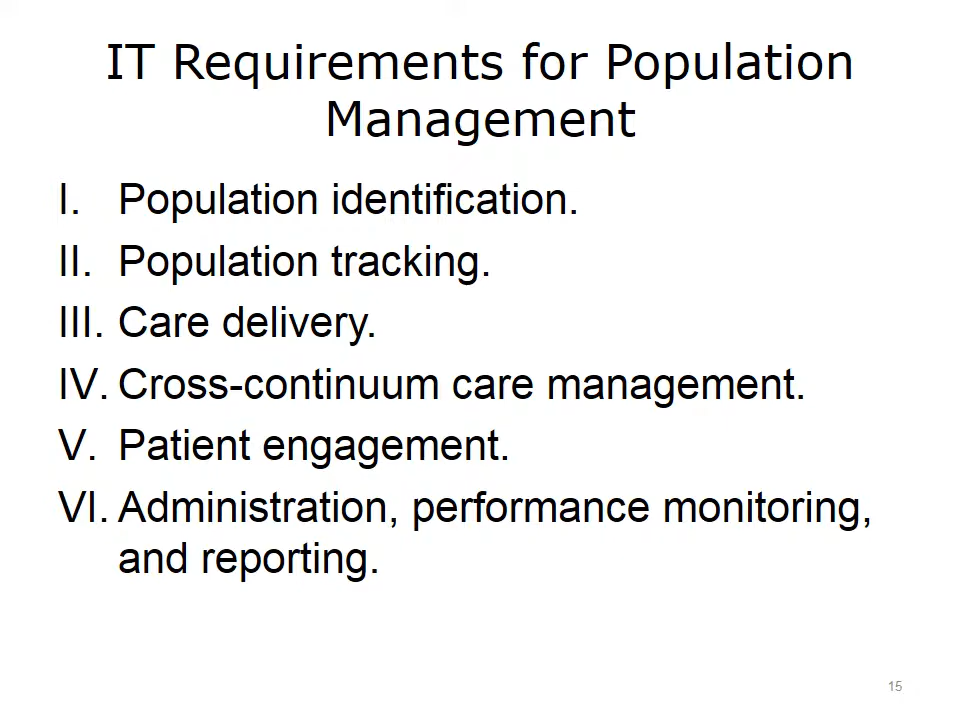 IT Requirements for Population
Management
I. Population identification.
II. Population tracking.
III. Care delivery.
IV. Cross-continuum care management.
V. Patient engagement.
VI. Administration, performance monitoring,
and reporting.
15